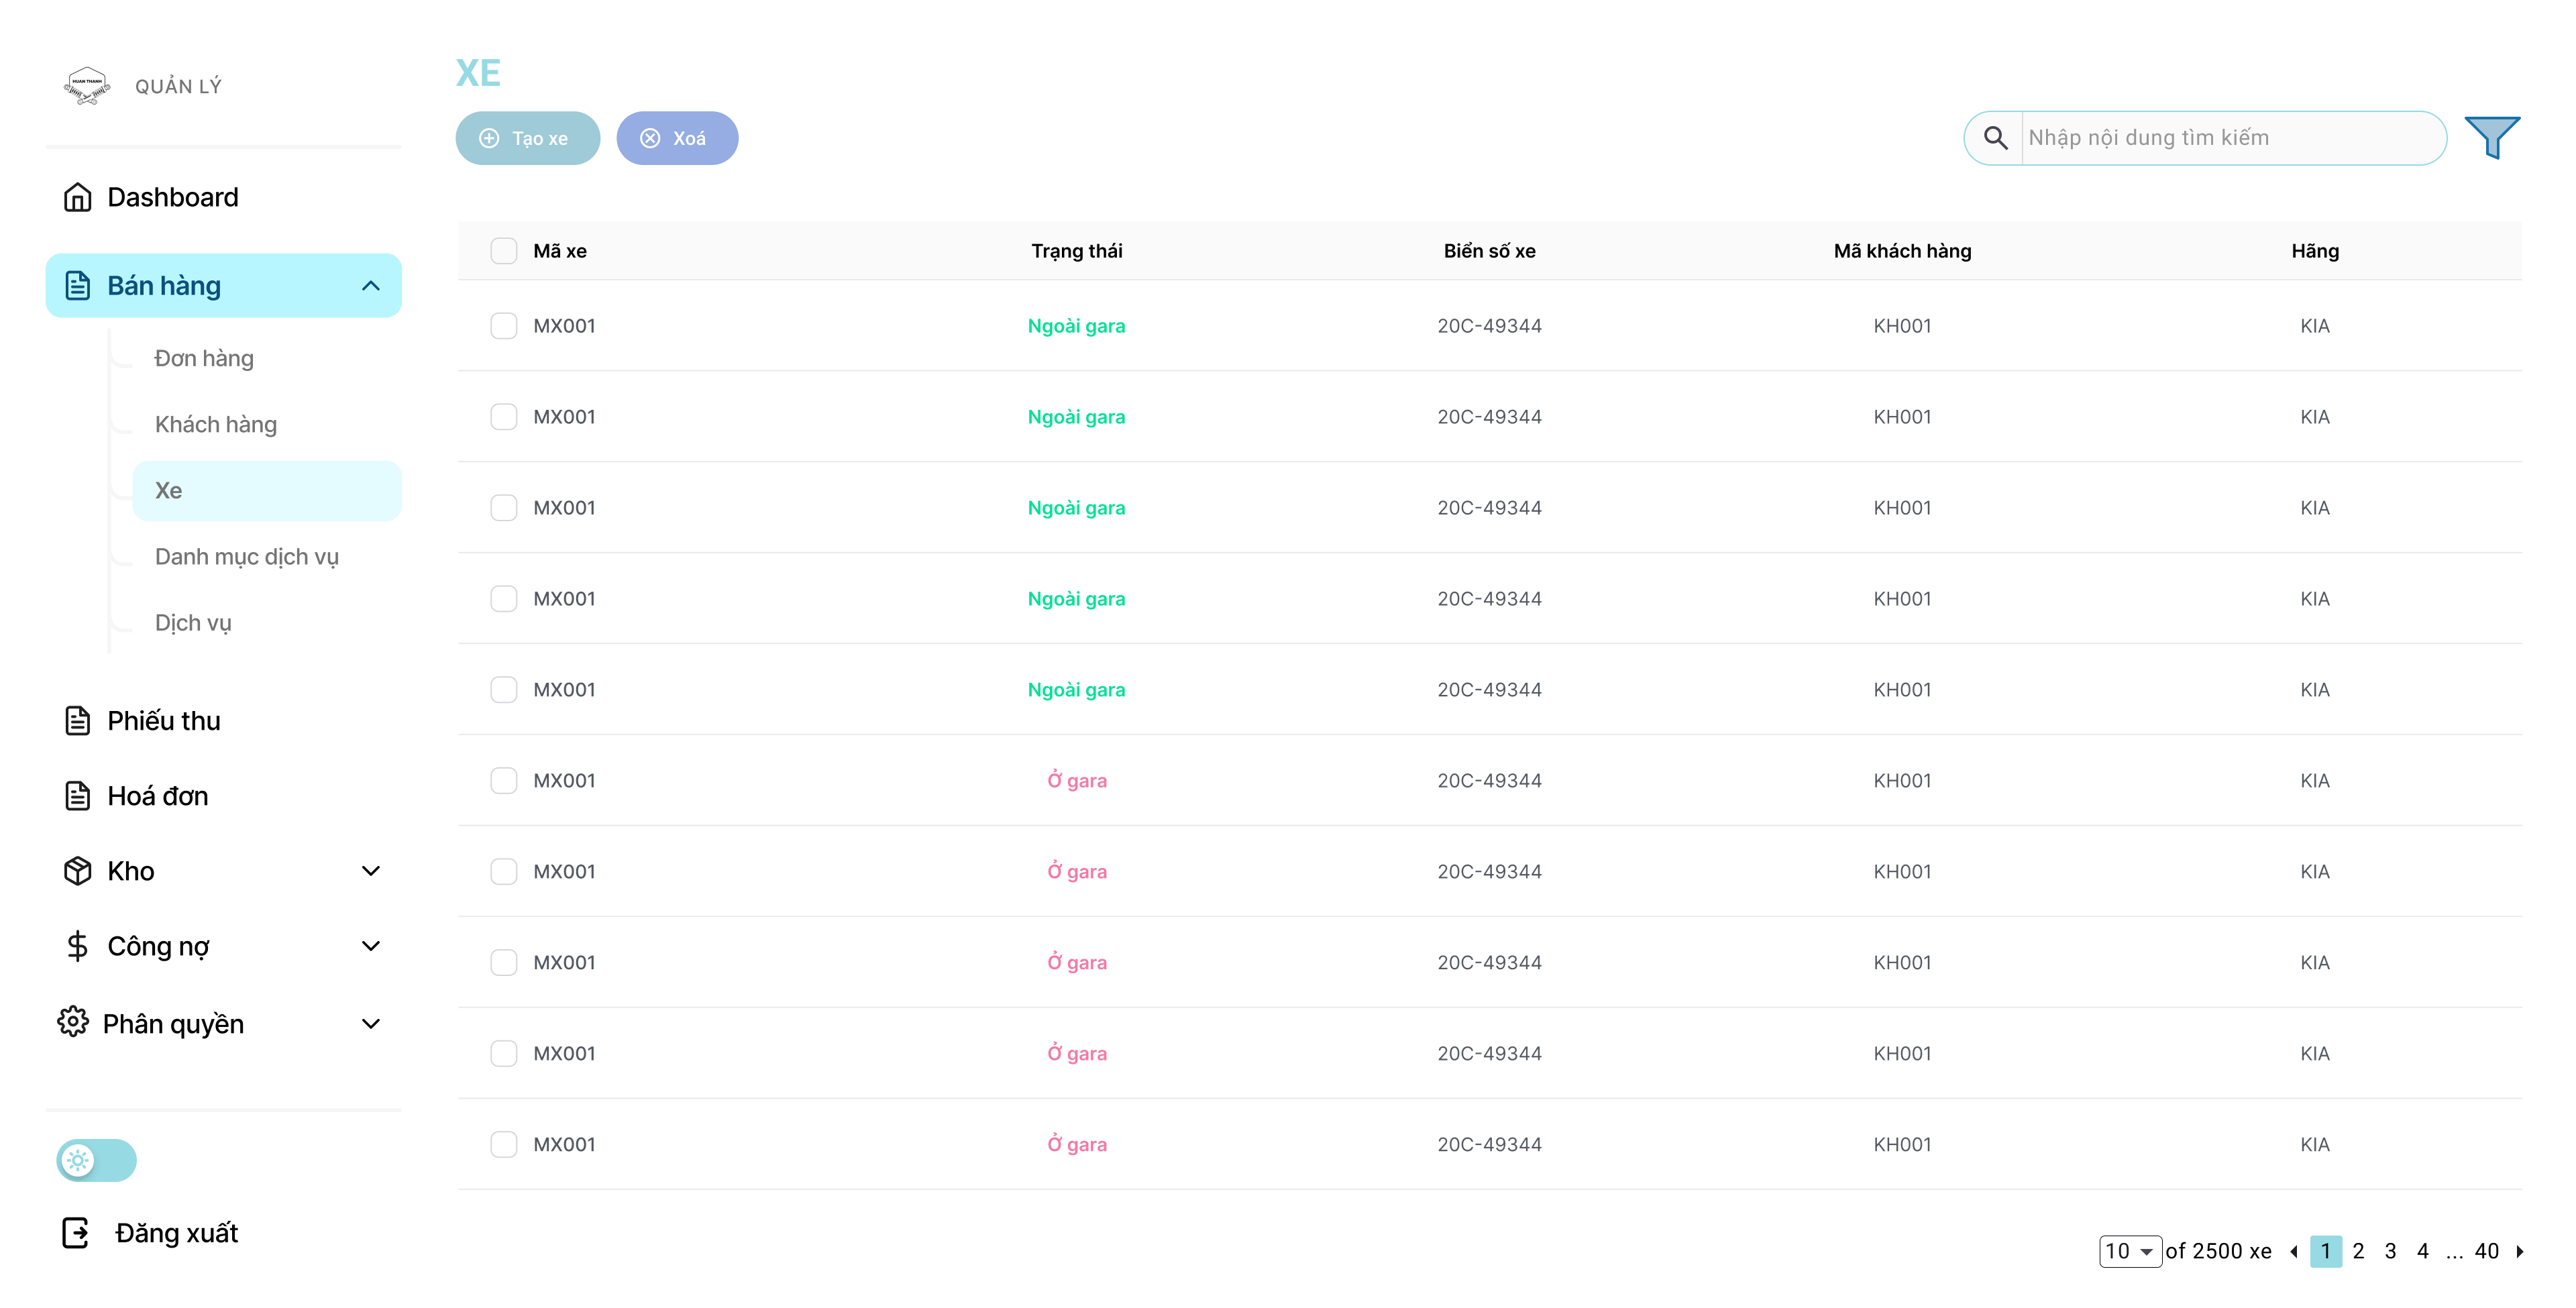 HUAN THANH
QUẢN LÝ
Dashboard
Bán hàng
Đơn hàng
Khách hàng
Xe
Danh mục dịch vụ
Dịch vụ
Phiếu thu
Hoá đơn
Kho
Công nợ
Phân quyền
Đăng xuất
XE
Tạo xe Xoá
Nhập nội dung tìm kiếm
Mã xe Trạng thái Biển số xe Mã khách hàng Hãng
MX001 Ngoài gara 20C-49344 KH001 KIA
MX001 Ngoài gara 20C-49344 KH001 KIA
MX001 Ngoài gara 20C-49344 KH001 KIA
MX001 Ngoài gara 20C-49344 KH001 KIA
MX001 Ngoài gara 20C-49344 KH001 KIA
MX001 Ở gara 20C-49344 KH001 KIA
MX001 Ở gara 20C-49344 KH001 KIA
MX001 Ở gara 20C-49344 KH001 KIA
MX001 Ở gara 20C-49344 KH001 KIA
MX001 Ở gara 20C-49344 KH001 KIA
10 of 2500 xe 1 2 3 4 ... 40